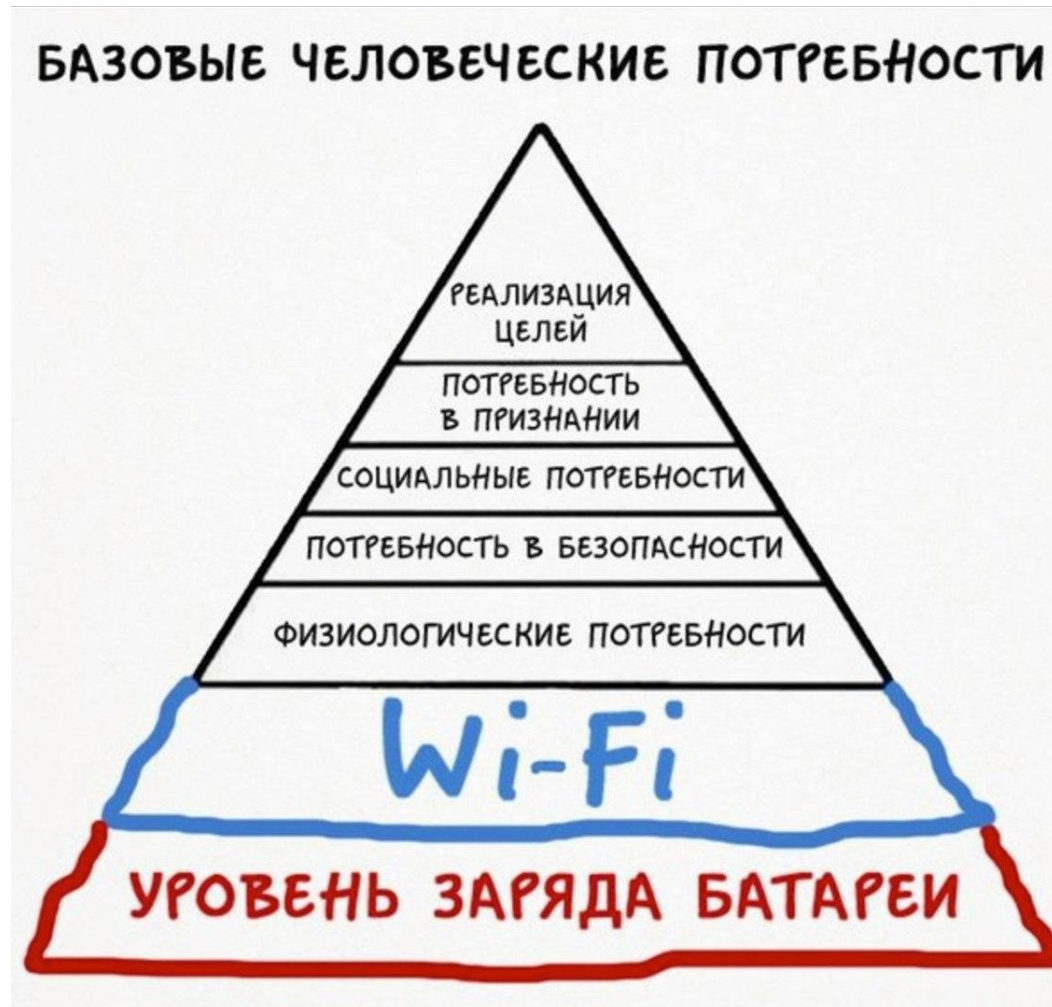 БАЗОВЫЕ ЧЕЛОВЕЧЕСКИЕ ПОТРЕБНОСТИ
РЕАЛИЗАЦИЯ
ЦЕЛЕЙ
ПОТРЕБНОСТЬ
В ПРИЗНАНИИ
СОЦИАЛЬНЫЕ ПОТРЕБНОСТИ
ПОТРЕБНОСТЬ В БЕЗОПАСНОСТИ
ФИЗИОЛОГИЧЕСКИЕ ПОТРЕБНОСТИ
Wi-Fi
УРОВЕНЬ ЗАРЯДА БАТАРЕИ